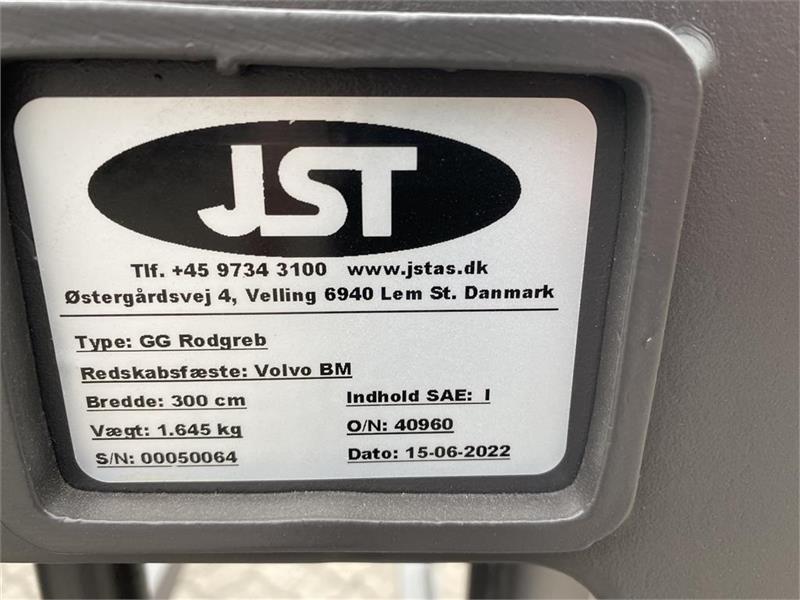 JST
Tlf. +45 9734 3100 www.jstas.dk
Østergårdsvej 4, Velling 6940 Lem St. Danmark
Type: GG Rodgreb
Redskabsfæste: Volvo BM
Bredde: 300 cm Indhold SAE: I
Vægt: 1.645 kg O/N: 40960
S/N: 00050064 Dato: 15-06-2022